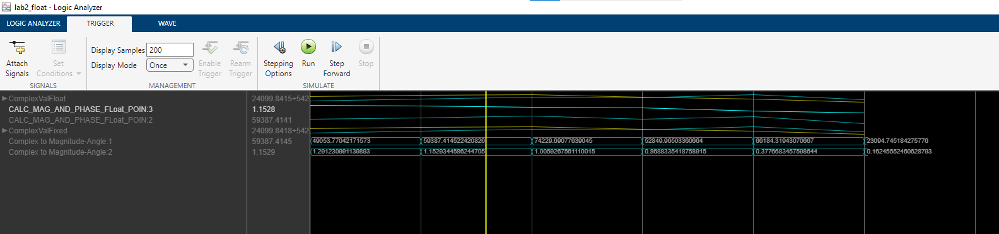 lab2_float - Logic Analyzer
LOGIC ANALYZER TRIGGER WAVE
Display Samples 200
Display Mode Once
Attach Signals
Set Conditions
Enable Trigger
Rearm Trigger
Stepping Options
Run
Step Forward
Stop
SIGNALS MANAGEMENT SIMULATE
ComplexValFloat 24099.8415+542
CALC_MAG_AND_PHASE_FLoat_POIN:3 1.1528
CALC_MAG_AND_PHASE_FLoat_POIN:2 59387.4141
ComplexValFixed 24099.8418+542
Complex to Magnitude-Angle:1 59387.4145 49053.77042171573 59387.414522420826 74229.69077639045 52849.96503360664 66184.31943070667 23094.745184275776
Complex to Magnitude-Angle:2 1.1529 1.291230991139893 1.1529344586244705 1.0059267561110015 0.8688335418758915 0.3776683457598644 0.16245552460628793